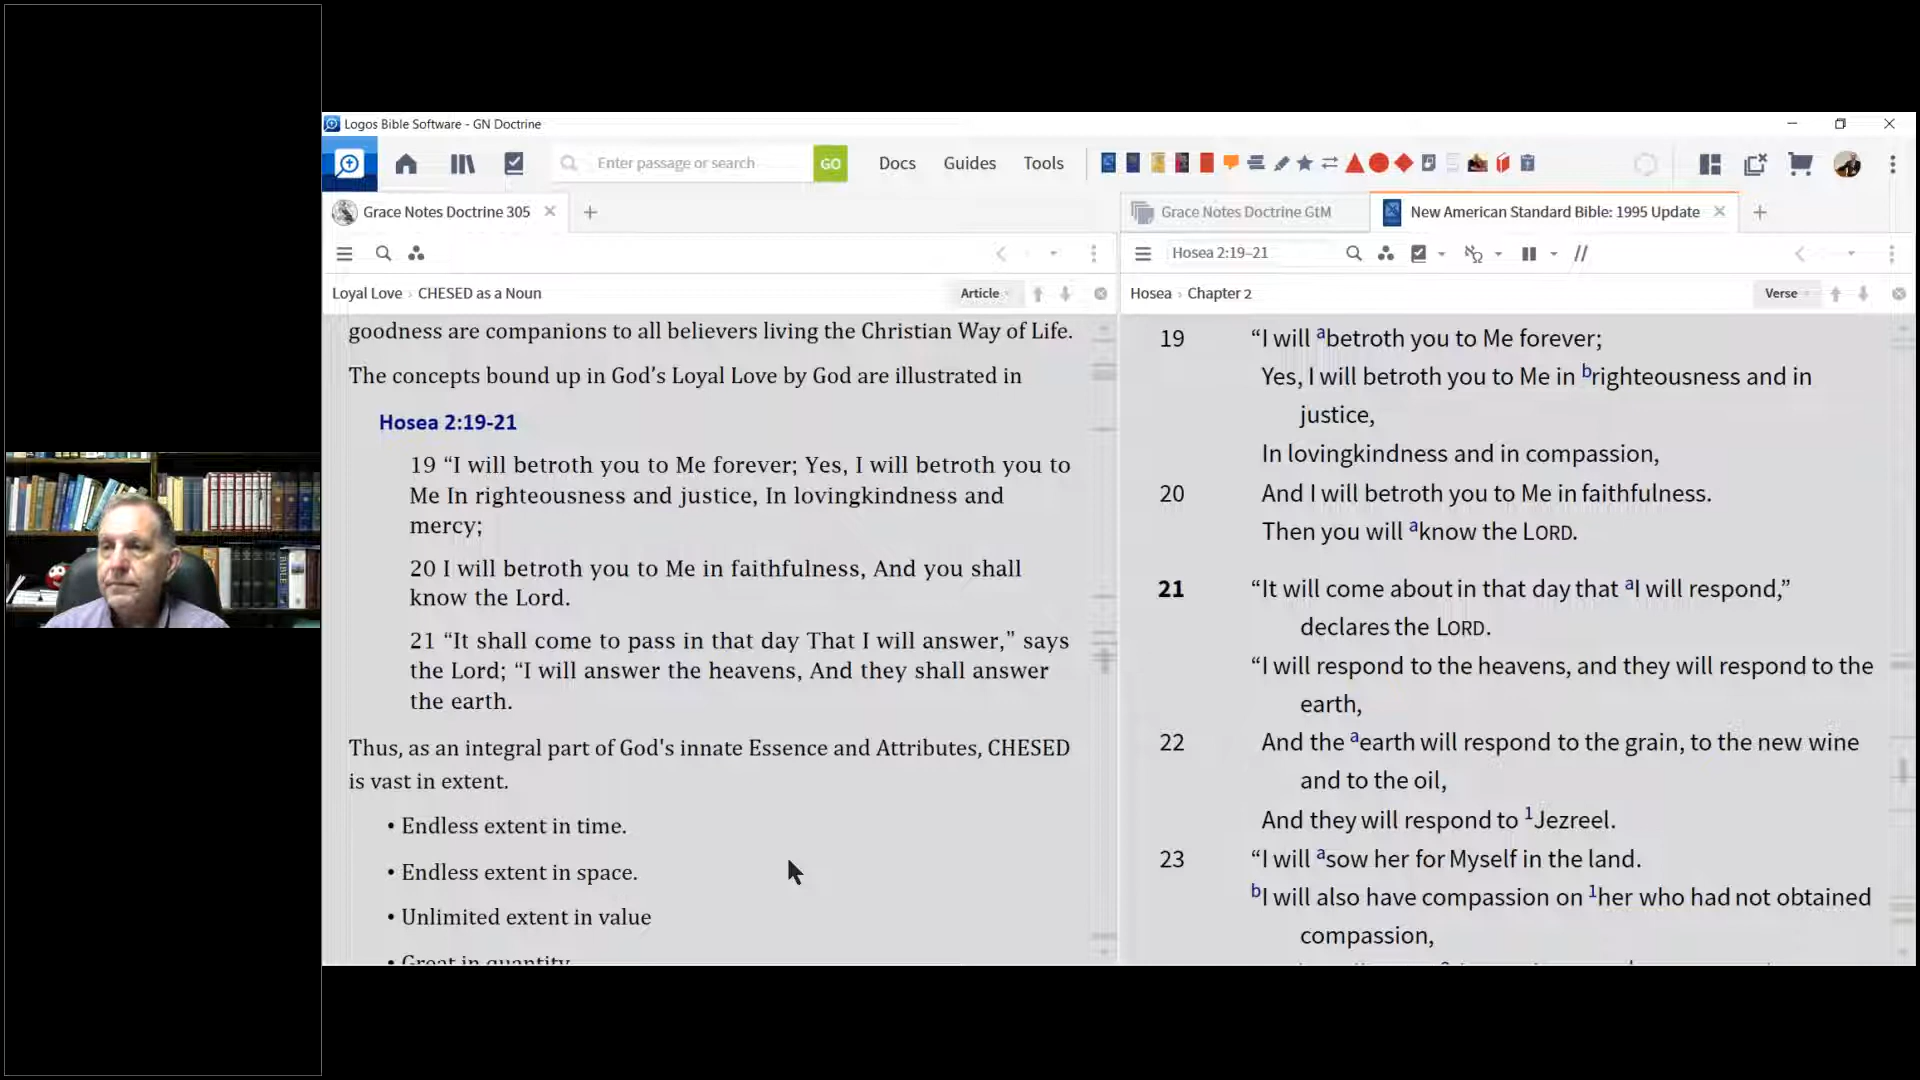 Logos Bible Software - GN Doctrine
Enter passage or search
GO
Docs
Guides
Tools
Grace Notes Doctrine 305
Loyal Love › CHESED as a Noun
Article
goodness are companions to all believers living the Christian Way of Life.
The concepts bound up in God's Loyal Love by God are illustrated in
Hosea 2:19-21
19 “I will betroth you to Me forever; Yes, I will betroth you to
Me In righteousness and justice, In lovingkindness and
mercy;
20 I will betroth you to Me in faithfulness, And you shall
know the Lord.
21 “It shall come to pass in that day That I will answer,” says
the Lord; “I will answer the heavens, And they shall answer
the earth.
Thus, as an integral part of God's innate Essence and Attributes, CHESED
is vast in extent.
• Endless extent in time.
• Endless extent in space.
• Unlimited extent in value
• Great in quantity
Grace Notes Doctrine GtM
New American Standard Bible: 1995 Update
Hosea 2:19–21
Hosea › Chapter 2
Verse
19 “I will ᵃbetroth you to Me forever;
Yes, I will betroth you to Me in ᵇrighteousness and in
justice,
In lovingkindness and in compassion,
20 And I will betroth you to Me in faithfulness.
Then you will ᵃknow the LORD.
21 “It will come about in that day that ᵃI will respond,”
declares the LORD.
“I will respond to the heavens, and they will respond to the
earth,
22 And the ᵃearth will respond to the grain, to the new wine
and to the oil,
And they will respond to ¹Jezreel.
23 “I will ᵃsow her for Myself in the land.
ᵇI will also have compassion on ¹her who had not obtained
compassion,
BIBLE